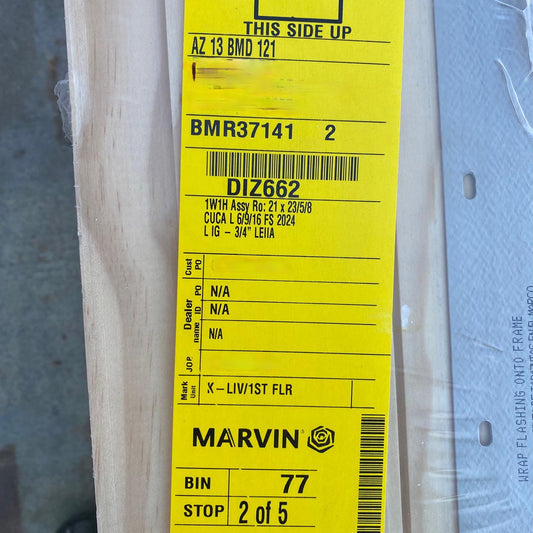 THIS SIDE UP
AZ 13 BMD 121
BMR37141 2
DIZ662
1W1H Assy Ro: 21 x 23/5/8
CUCA L 6/9/16 FS 2024
L IG - 3/4" LEIIA
Cust PO
Dealer
PO N/A
ID N/A
name N/A
JOP
Mark Unit X-LIV/1ST FLR
MARVIN
BIN 77
STOP 2 of 5
WRAP FLASHING ONTO FRAME